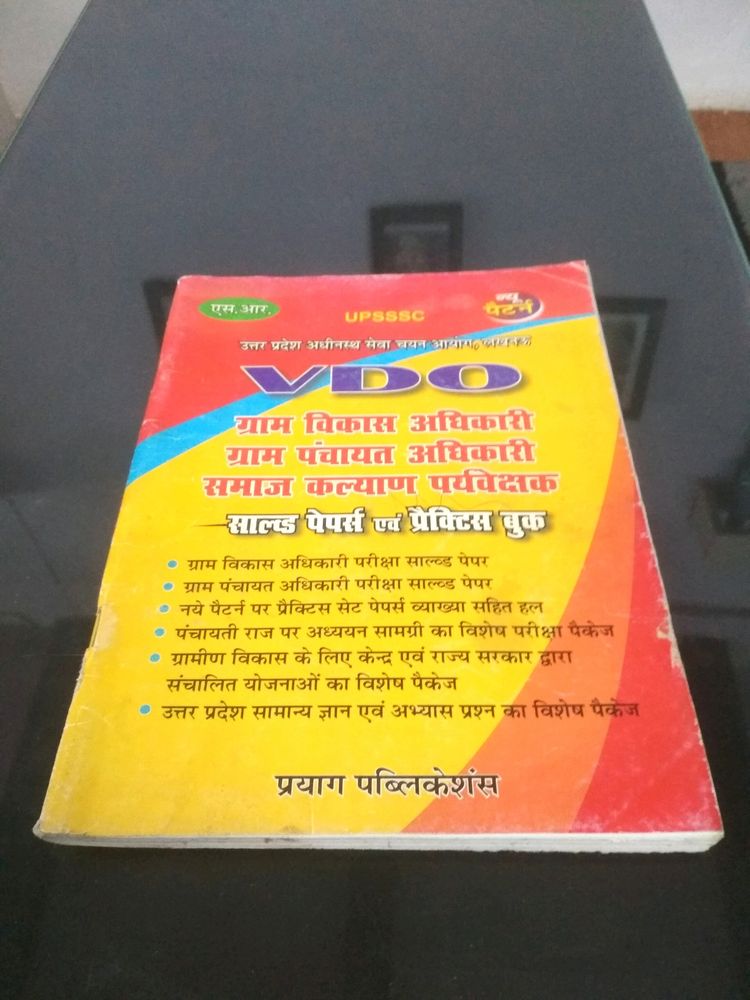 एस.आर.
UPSSSC
न्यू
पैटर्न
उत्तर प्रदेश अधीनस्थ सेवा चयन आयोग, लखनऊ
VDO
ग्राम विकास अधिकारी
ग्राम पंचायत अधिकारी
समाज कल्याण पर्यवेक्षक
साल्व्ड पेपर्स एवं प्रैक्टिस बुक
• ग्राम विकास अधिकारी परीक्षा साल्व्ड पेपर
• ग्राम पंचायत अधिकारी परीक्षा साल्व्ड पेपर
• नये पैटर्न पर प्रैक्टिस सेट पेपर्स व्याख्या सहित हल
• पंचायती राज पर अध्ययन सामग्री का विशेष परीक्षा पैकेज
• ग्रामीण विकास के लिए केन्द्र एवं राज्य सरकार द्वारा
संचालित योजनाओं का विशेष पैकेज
• उत्तर प्रदेश सामान्य ज्ञान एवं अभ्यास प्रश्न का विशेष पैकेज
प्रयाग पब्लिकेशंस